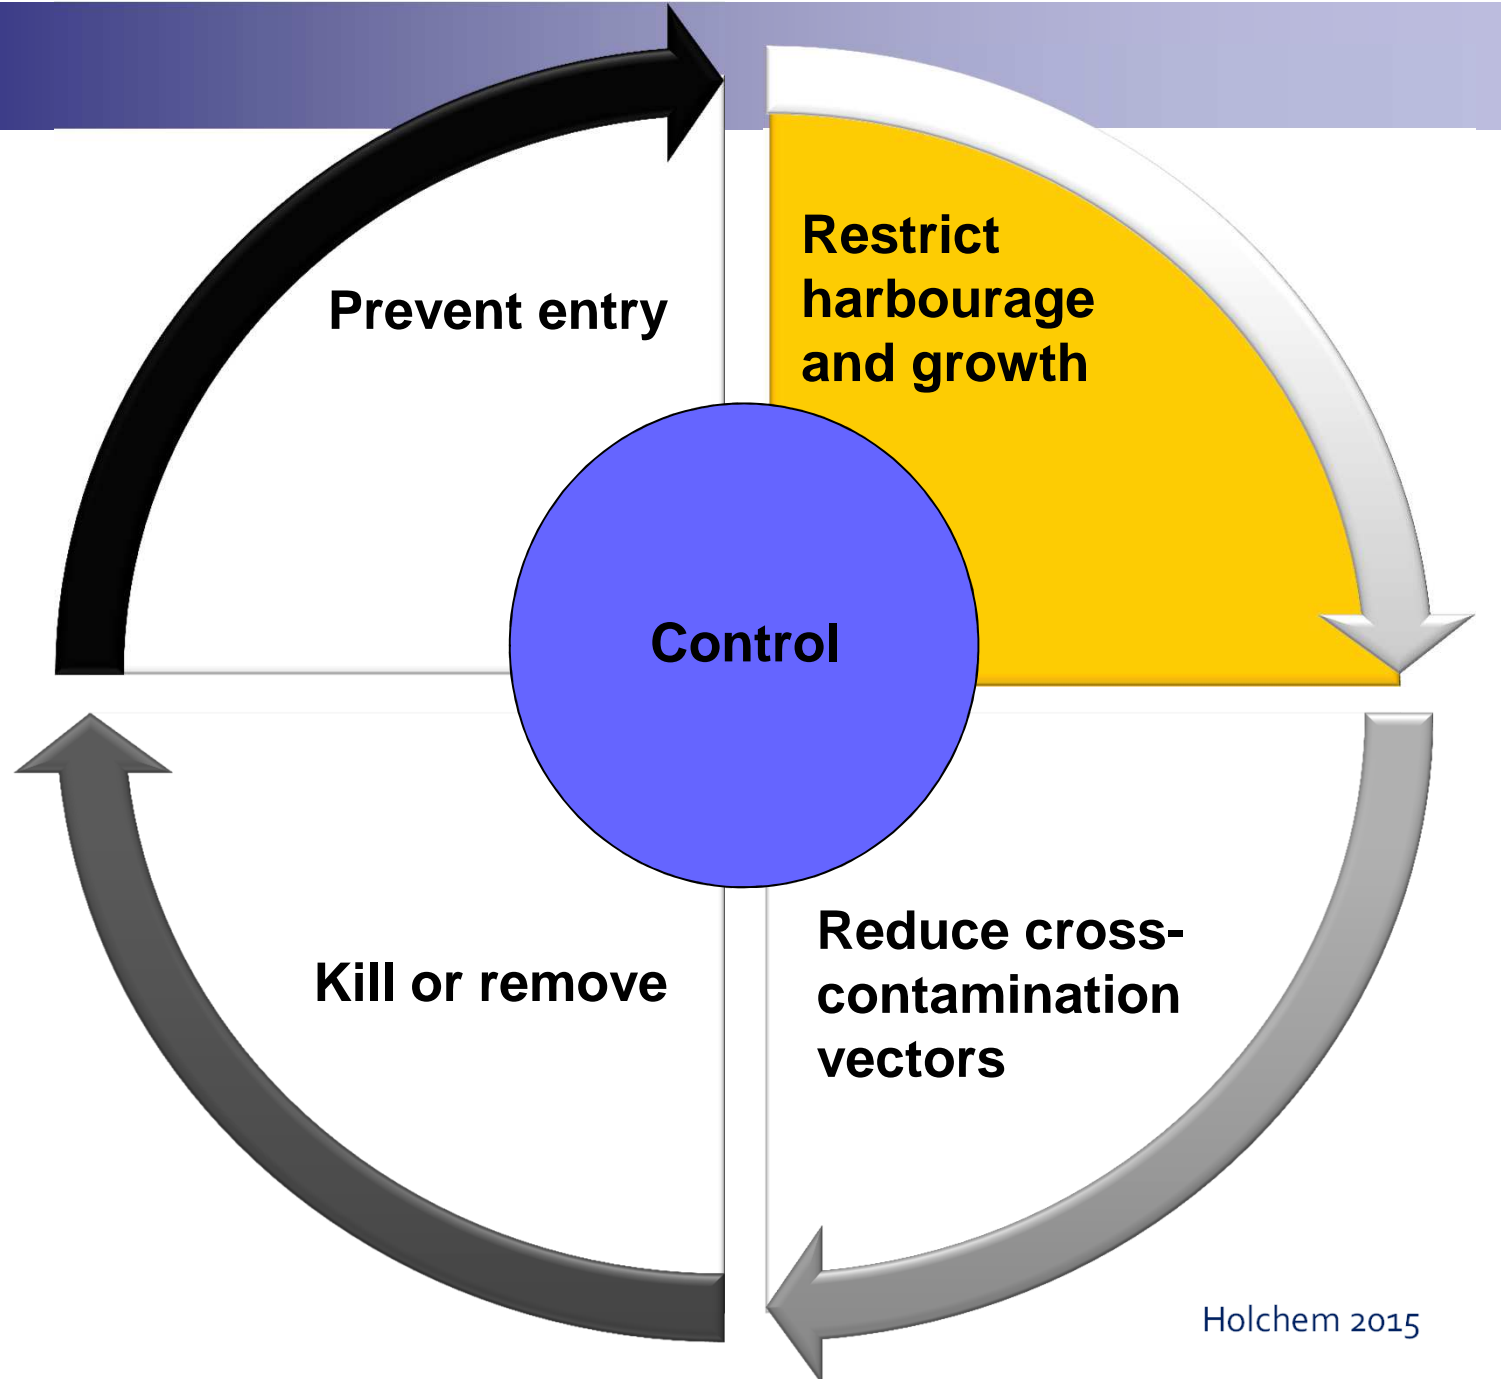 Prevent entry
Restrict
harbourage
and growth
Control
Kill or remove
Reduce cross-
contamination
vectors
Holchem 2015